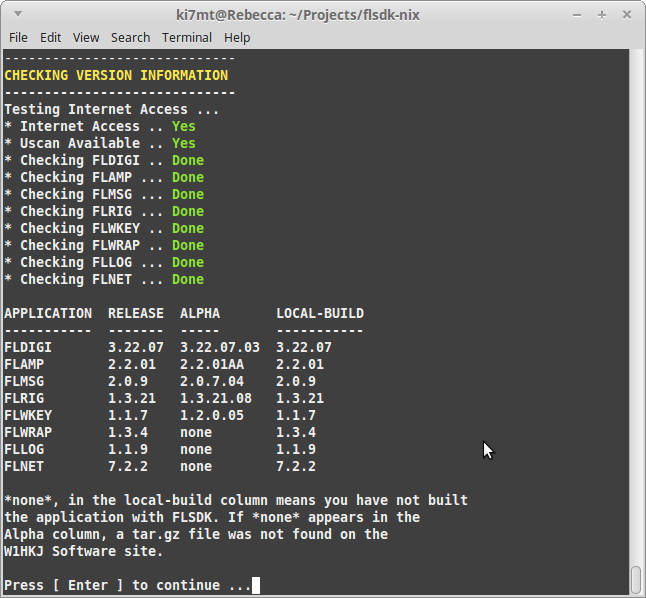 ki7mt@Rebecca: ~/Projects/flsdk-nix
File Edit View Search Terminal Help
-----------------------------
CHECKING VERSION INFORMATION
-----------------------------
Testing Internet Access ...
* Internet Access .. Yes
* Uscan Available .. Yes
* Checking FLDIGI .. Done
* Checking FLAMP ... Done
* Checking FLMSG ... Done
* Checking FLRIG ... Done
* Checking FLWKEY .. Done
* Checking FLWRAP .. Done
* Checking FLLOG ... Done
* Checking FLNET ... Done
APPLICATION  RELEASE  ALPHA       LOCAL-BUILD
-----------  -------  -----       -----------
FLDIGI       3.22.07  3.22.07.03  3.22.07
FLAMP        2.2.01   2.2.01AA    2.2.01
FLMSG        2.0.9    2.0.7.04    2.0.9
FLRIG        1.3.21   1.3.21.08   1.3.21
FLWKEY       1.1.7    1.2.0.05    1.1.7
FLWRAP       1.3.4    none        1.3.4
FLLOG        1.1.9    none        1.1.9
FLNET        7.2.2    none        7.2.2
*none*, in the local-build column means you have not built
the application with FLSDK. If *none* appears in the
Alpha column, a tar.gz file was not found on the
W1HKJ Software site.
Press [ Enter ] to continue ...